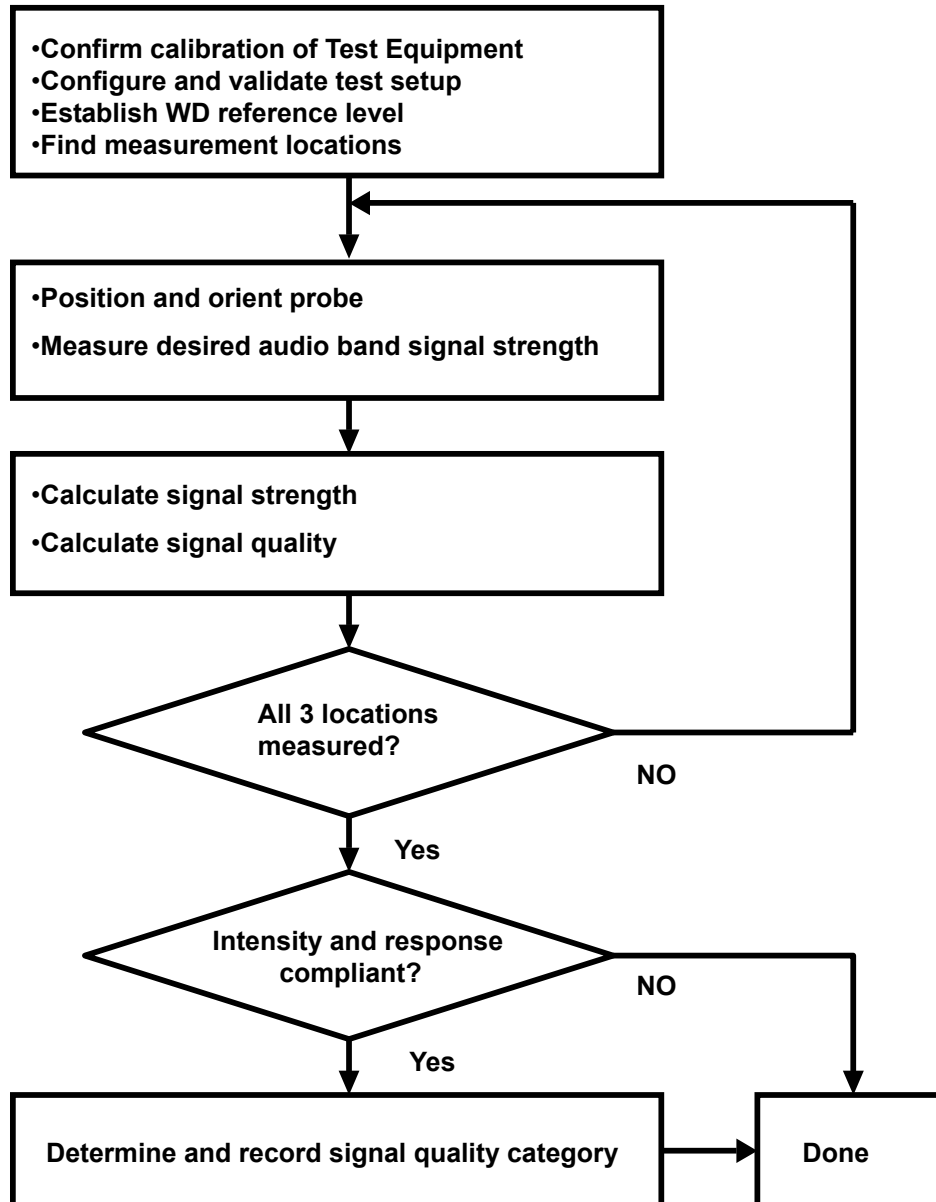 •Confirm calibration of Test Equipment
•Configure and validate test setup
•Establish WD reference level
•Find measurement locations
•Position and orient probe
•Measure desired audio band signal strength
•Calculate signal strength
•Calculate signal quality
All 3 locations
measured?
NO
Yes
Intensity and response
compliant?
NO
Yes
Determine and record signal quality category
Done